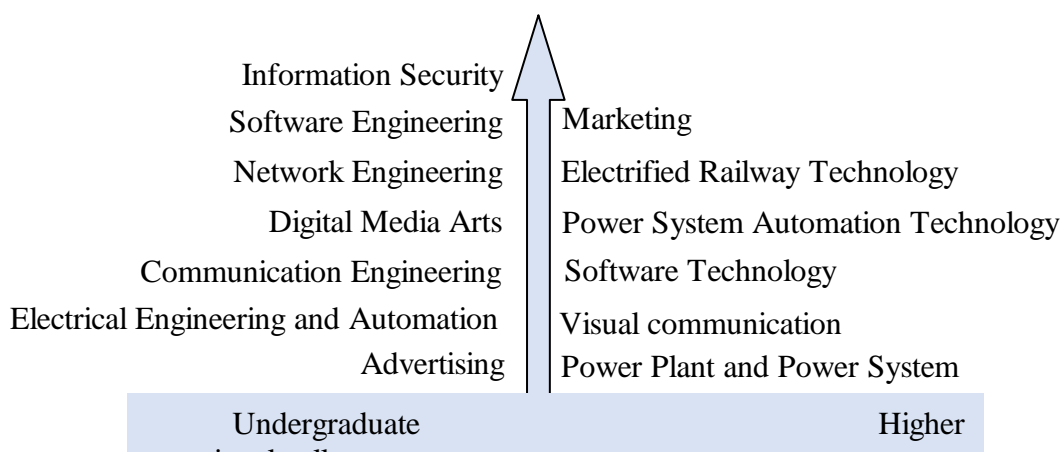 Information Security
Software Engineering
Network Engineering
Digital Media Arts
Communication Engineering
Electrical Engineering and Automation
Advertising
Marketing
Electrified Railway Technology
Power System Automation Technology
Software Technology
Visual communication
Power Plant and Power System
Undergraduate Higher